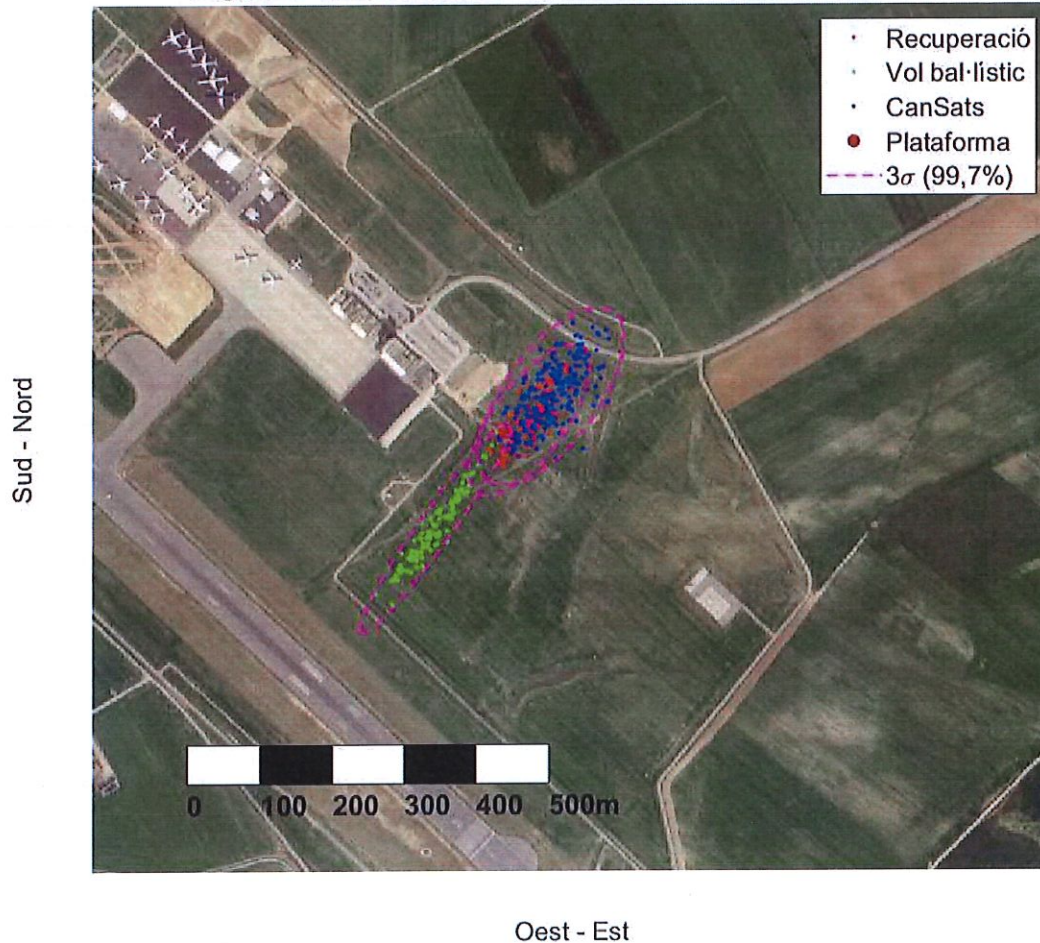 Recuperació
Vol bal·lístic
CanSats
Plataforma
3σ (99,7%)
Sud - Nord
0 100 200 300 400 500m
Oest - Est